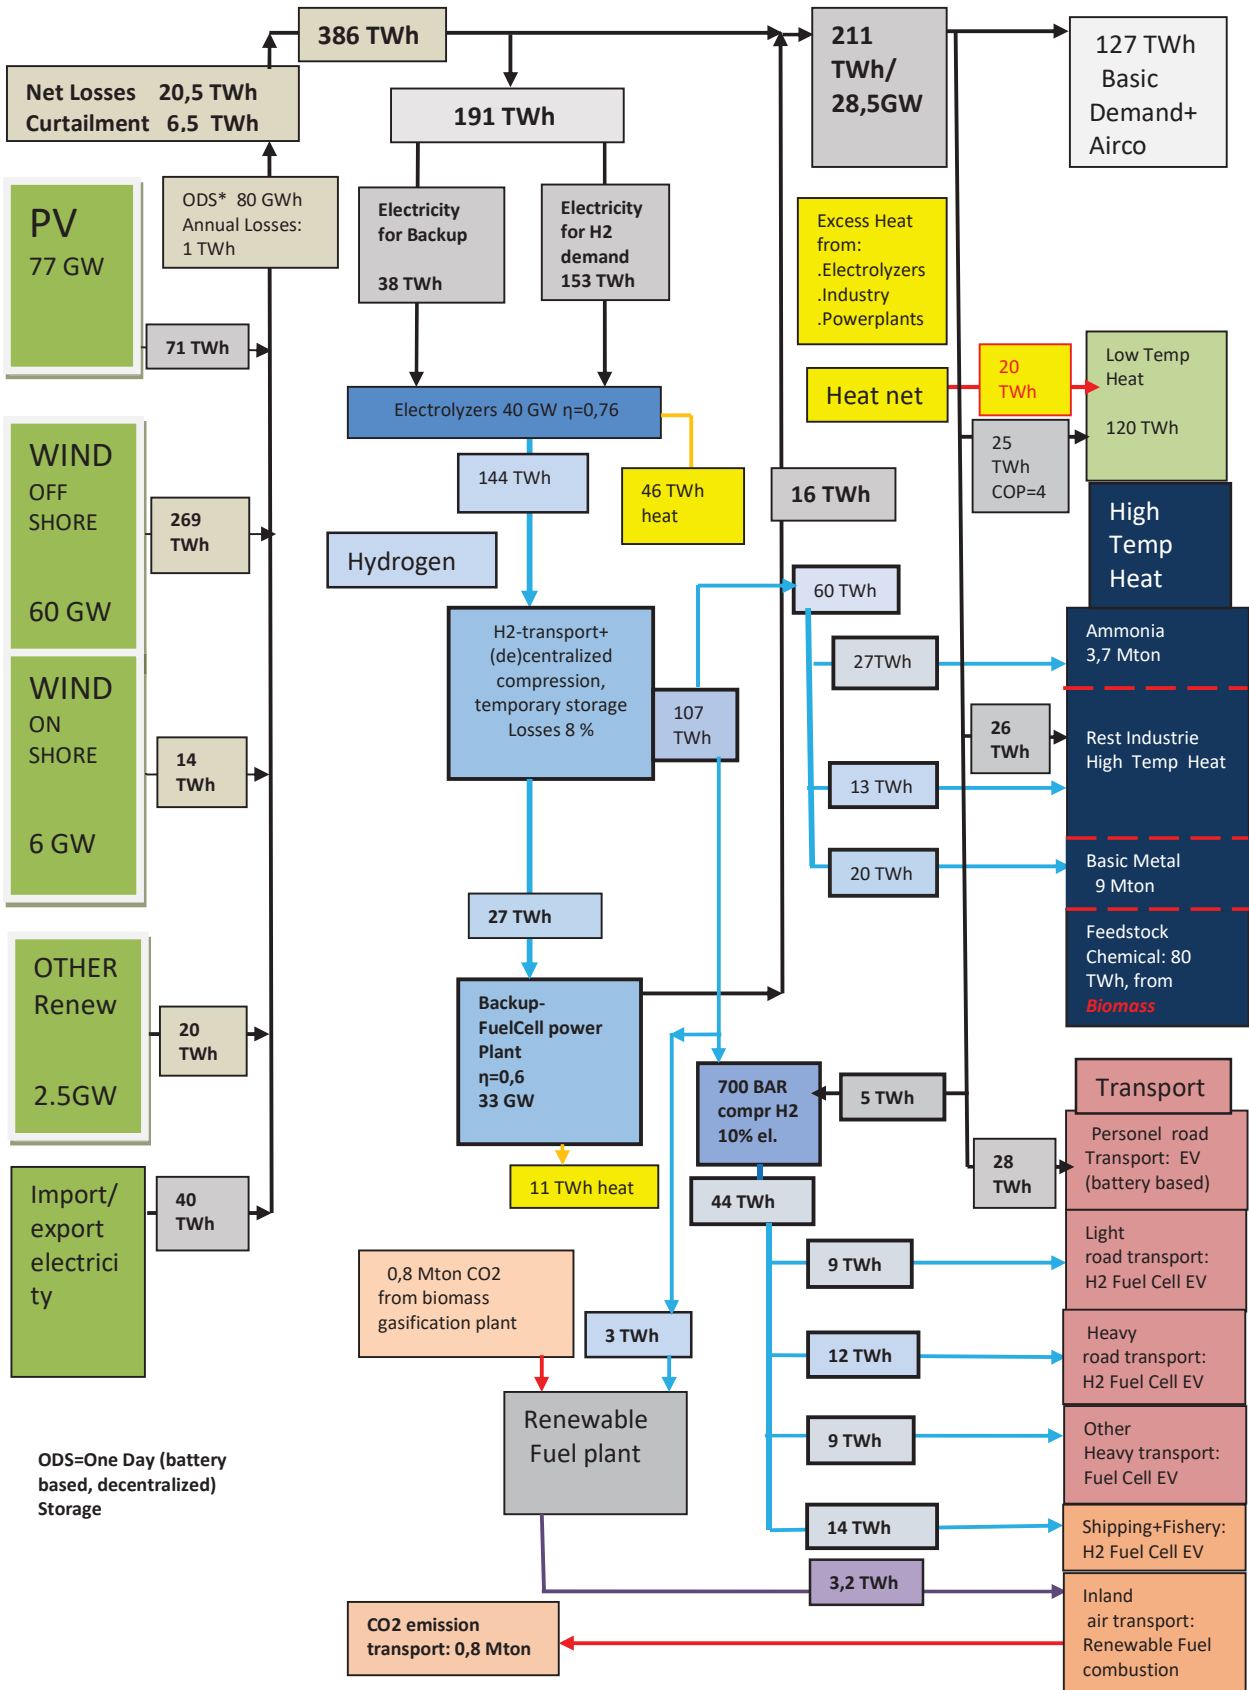 386 TWh
211
TWh/
28,5GW
127 TWh
Basic
Demand+
Airco
Net Losses 20,5 TWh
Curtailment 6,5 TWh
191 TWh
PV
77 GW
ODS* 80 GWh
Annual Losses:
1 TWh
Electricity
for Backup
38 TWh
Electricity
for H2
demand
153 TWh
Excess Heat
from:
.Electrolyzers
.Industry
.Powerplants
71 TWh
Low Temp
Heat
120 TWh
20
TWh
Heat net
Electrolyzers 40 GW η=0,76
25
TWh
COP=4
WIND
OFF
SHORE
60 GW
269
TWh
144 TWh
46 TWh
heat
16 TWh
High
Temp
Heat
Hydrogen
60 TWh
H2-transport+
(de)centralized
compression,
temporary storage
Losses 8 %
Ammonia
3,7 Mton
27TWh
WIND
ON
SHORE
6 GW
107
TWh
26
TWh
Rest Industrie
High Temp Heat
14
TWh
13 TWh
20 TWh
Basic Metal
9 Mton
27 TWh
Feedstock
Chemical: 80
TWh, from
Biomass
OTHER
Renew
2.5GW
20
TWh
Backup-
FuelCell power
Plant
η=0,6
33 GW
700 BAR
compr H2
10% el.
5 TWh
Transport
Personel road
Transport: EV
(battery based)
28
TWh
11 TWh heat
44 TWh
Import/
export
electrici
ty
40
TWh
Light
road transport:
H2 Fuel Cell EV
9 TWh
0,8 Mton CO2
from biomass
gasification plant
3 TWh
12 TWh
Heavy
road transport:
H2 Fuel Cell EV
Renewable
Fuel plant
9 TWh
Other
Heavy transport:
Fuel Cell EV
ODS=One Day (battery
based, decentralized)
Storage
14 TWh
Shipping+Fishery:
H2 Fuel Cell EV
3,2 TWh
Inland
air transport:
Renewable Fuel
combustion
CO2 emission
transport: 0,8 Mton